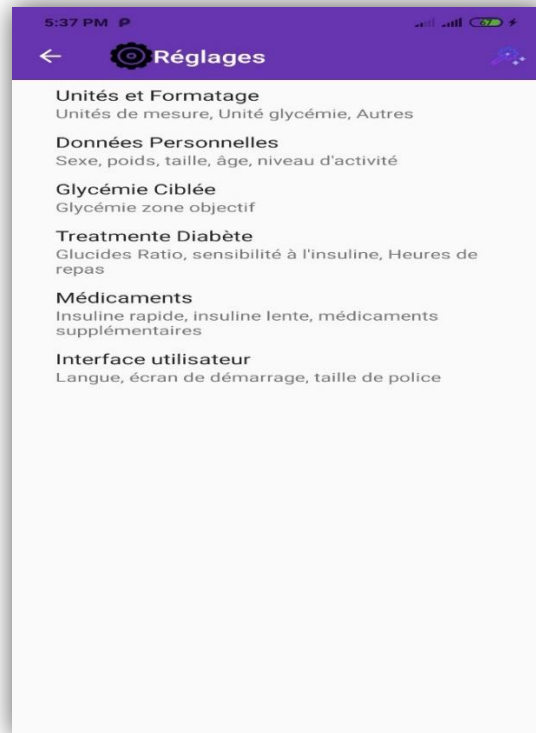 5:37 PM
67
Réglages
Unités et Formatage
Unités de mesure, Unité glycémie, Autres
Données Personnelles
Sexe, poids, taille, âge, niveau d'activité
Glycémie Ciblée
Glycémie zone objectif
Treatmente Diabète
Glucides Ratio, sensibilité à l'insuline, Heures de
repas
Médicaments
Insuline rapide, insuline lente, médicaments
supplémentaires
Interface utilisateur
Langue, écran de démarrage, taille de police